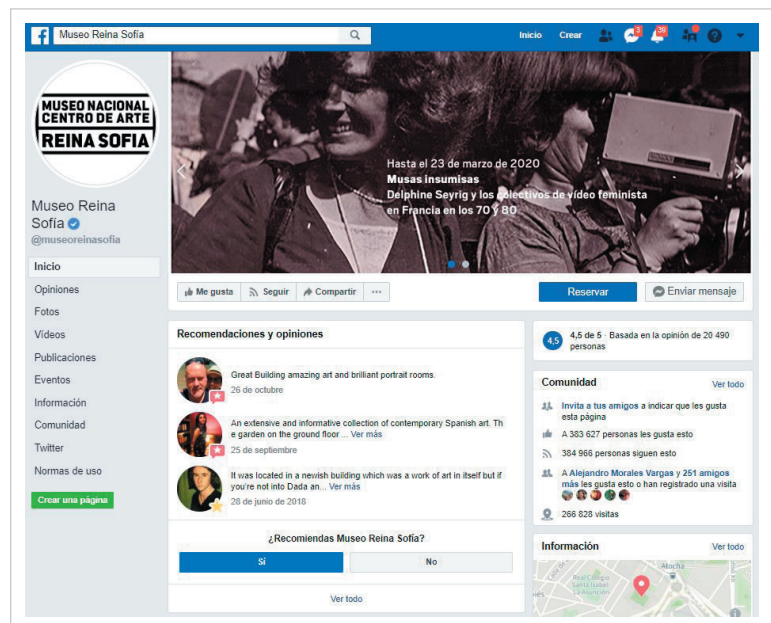 Museo Reina Sofía
Inicio Crear
3
39
MUSEO NACIONAL
CENTRO DE ARTE
REINA SOFIA
Museo Reina
Sofía
@museoreinasofia
Inicio
Opiniones
Fotos
Vídeos
Publicaciones
Eventos
Información
Comunidad
Twitter
Normas de uso
Crear una página
Hasta el 23 de marzo de 2020
Musas insumisas
Delphine Seyrig y los colectivos de vídeo feminista
en Francia en los 70 y 80
Me gusta Seguir Compartir ...
Reservar Enviar mensaje
Recomendaciones y opiniones
Great Building amazing art and brilliant portrait rooms.
26 de octubre
An extensive and informative collection of contemporary Spanish art. Th
e garden on the ground floor ... Ver más
25 de septiembre
It was located in a newish building which was a work of art in itself but if
you're not into Dada an... Ver más
28 de junio de 2018
¿Recomiendas Museo Reina Sofía?
Sí No
Ver todo
4,5
4,5 de 5 · Basada en la opinión de 20 490
personas
Comunidad Ver todo
Invita a tus amigos a indicar que les gusta
esta página
A 383 627 personas les gusta esto
384 966 personas siguen esto
A Alejandro Morales Vargas y 251 amigos
más les gusta esto o han registrado una visita
266 828 visitas
Información Ver todo
Atocha
Real Colegio
Santa Isabel
La Asunción